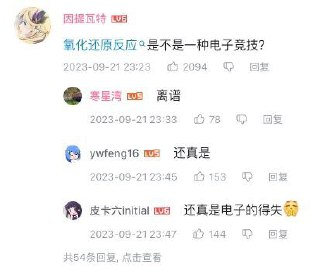 因提瓦特 LV6
氧化还原反应是不是一种电子竞技?
2023-09-21 23:23 2094 回复
寒星湾 LV5 离谱
2023-09-21 23:33 78 回复
ywfeng16 LV5 还真是
2023-09-21 23:45 153 回复
皮卡六initial LV6 还真是电子的得失
2023-09-21 23:47 144 回复
共54条回复, 点击查看